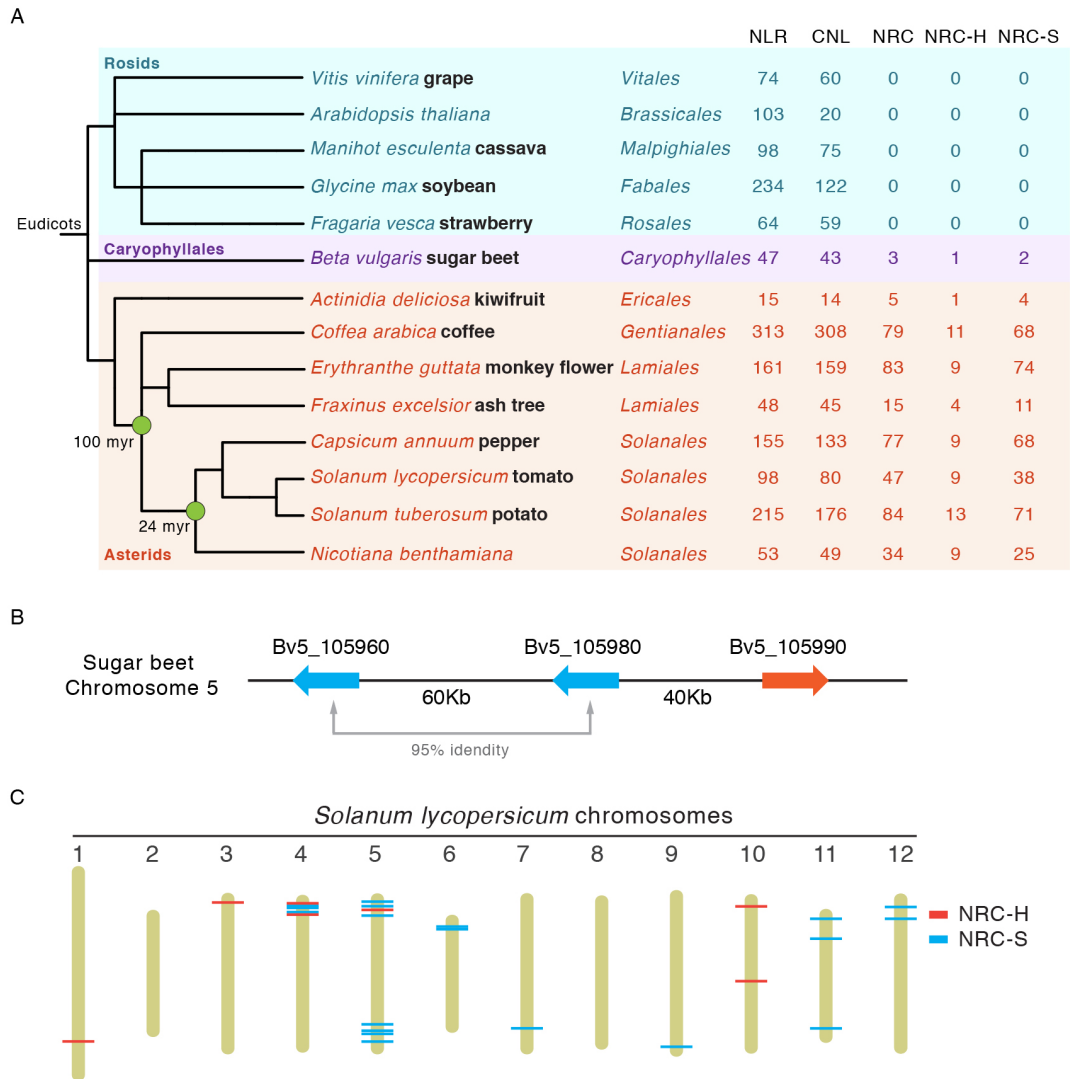 A
NLR CNL NRC NRC-H NRC-S
Rosids
Vitis vinifera grape Vitales 74 60 0 0 0
Arabidopsis thaliana Brassicales 103 20 0 0 0
Manihot esculenta cassava Malpighiales 98 75 0 0 0
Glycine max soybean Fabales 234 122 0 0 0
Fragaria vesca strawberry Rosales 64 59 0 0 0
Eudicots
Caryophyllales
Beta vulgaris sugar beet Caryophyllales 47 43 3 1 2
Actinidia deliciosa kiwifruit Ericales 15 14 5 1 4
Coffea arabica coffee Gentianales 313 308 79 11 68
Erythranthe guttata monkey flower Lamiales 161 159 83 9 74
Fraxinus excelsior ash tree Lamiales 48 45 15 4 11
100 myr
Capsicum annuum pepper Solanales 155 133 77 9 68
Solanum lycopersicum tomato Solanales 98 80 47 9 38
Solanum tuberosum potato Solanales 215 176 84 13 71
24 myr
Asterids
Nicotiana benthamiana Solanales 53 49 34 9 25
B
Sugar beet
Chromosome 5
Bv5_105960 Bv5_105980 Bv5_105990
60Kb 40Kb
95% idendity
C
Solanum lycopersicum chromosomes
1 2 3 4 5 6 7 8 9 10 11 12
NRC-H
NRC-S